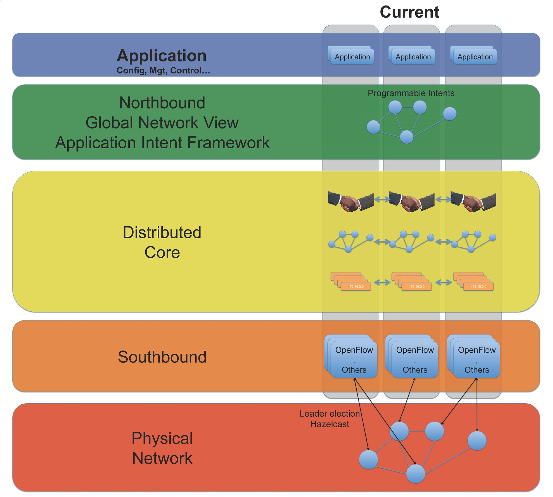 Current
Application
Config, Mgt, Control...
Application
Application
Application
Northbound
Global Network View
Application Intent Framework
Programmable Intents
Distributed
Core
Southbound
OpenFlow
Others
OpenFlow
Others
OpenFlow
Others
Leader election
Hazelcast
Physical
Network